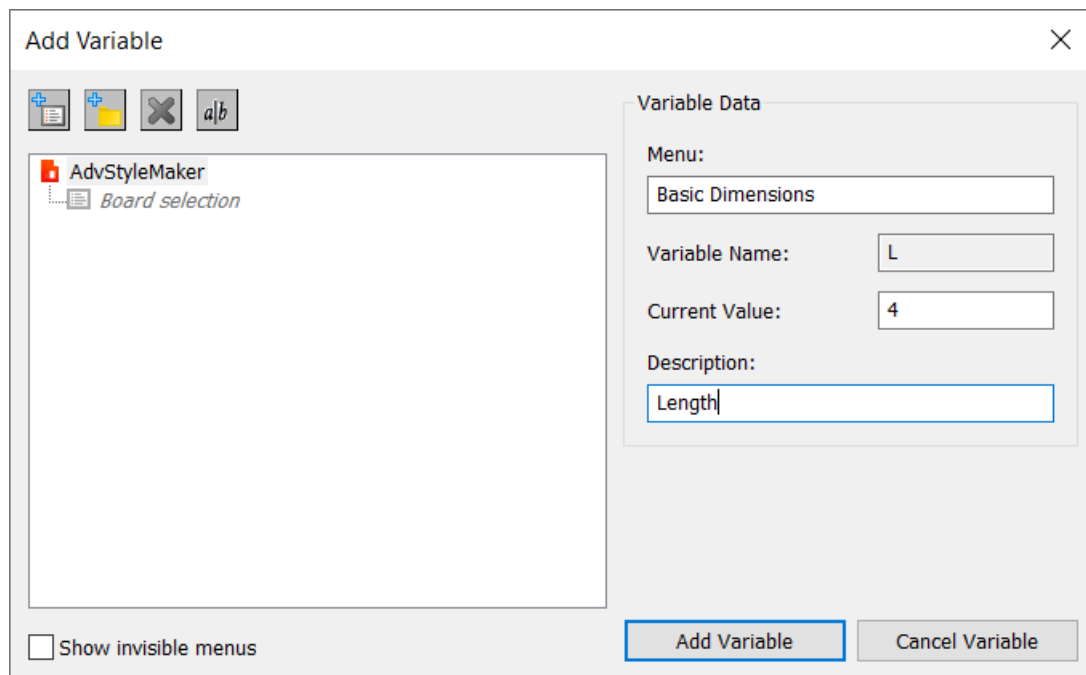 Add Variable
a|b
AdvStyleMaker
Board selection
Variable Data
Menu:
Basic Dimensions
Variable Name:
L
Current Value:
4
Description:
Length
Show invisible menus
Add Variable
Cancel Variable